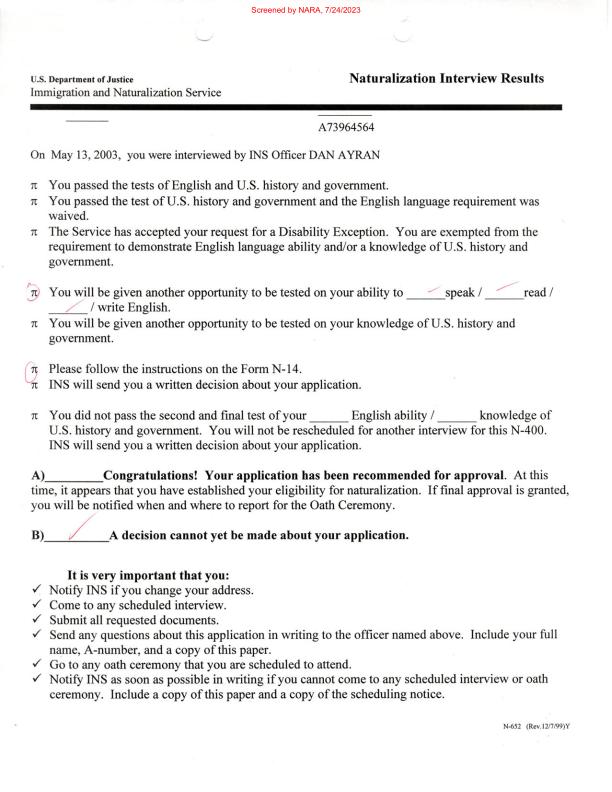 Screened by NARA, 7/24/2023
U.S. Department of Justice
Immigration and Naturalization Service
Naturalization Interview Results
A73964564
On May 13, 2003, you were interviewed by INS Officer DAN AYRAN
π You passed the tests of English and U.S. history and government.
π You passed the test of U.S. history and government and the English language requirement was
waived.
π The Service has accepted your request for a Disability Exception. You are exempted from the
requirement to demonstrate English language ability and/or a knowledge of U.S. history and
government.
π You will be given another opportunity to be tested on your ability to ______speak / ______read /
______ / write English.
π You will be given another opportunity to be tested on your knowledge of U.S. history and
government.
π Please follow the instructions on the Form N-14.
π INS will send you a written decision about your application.
π You did not pass the second and final test of your ______ English ability / ______ knowledge of
U.S. history and government. You will not be rescheduled for another interview for this N-400.
INS will send you a written decision about your application.
A)_________Congratulations! Your application has been recommended for approval. At this
time, it appears that you have established your eligibility for naturalization. If final approval is granted,
you will be notified when and where to report for the Oath Ceremony.
B)____✓_____A decision cannot yet be made about your application.
It is very important that you:
✓ Notify INS if you change your address.
✓ Come to any scheduled interview.
✓ Submit all requested documents.
✓ Send any questions about this application in writing to the officer named above. Include your full
name, A-number, and a copy of this paper.
✓ Go to any oath ceremony that you are scheduled to attend.
✓ Notify INS as soon as possible in writing if you cannot come to any scheduled interview or oath
ceremony. Include a copy of this paper and a copy of the scheduling notice.
N-652 (Rev.12/7/99)Y